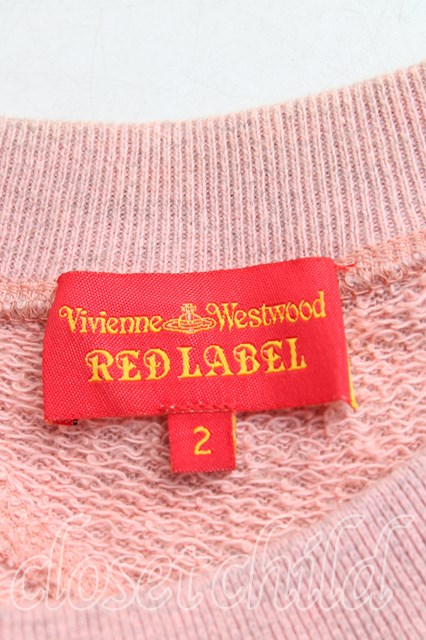 Vivienne Westwood
RED LABEL
2
closet child